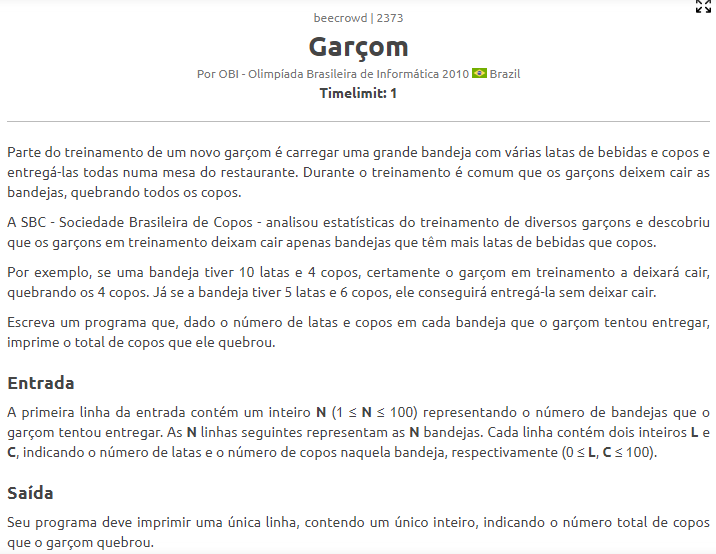 beecrowd | 2373
Garçom
Por OBI - Olimpíada Brasileira de Informática 2010 Brazil
Timelimit: 1
Parte do treinamento de um novo garçom é carregar uma grande bandeja com várias latas de bebidas e copos e
entregá-las todas numa mesa do restaurante. Durante o treinamento é comum que os garçons deixem cair as
bandejas, quebrando todos os copos.
A SBC - Sociedade Brasileira de Copos - analisou estatísticas do treinamento de diversos garçons e descobriu
que os garçons em treinamento deixam cair apenas bandejas que têm mais latas de bebidas que copos.
Por exemplo, se uma bandeja tiver 10 latas e 4 copos, certamente o garçom em treinamento a deixará cair,
quebrando os 4 copos. Já se a bandeja tiver 5 latas e 6 copos, ele conseguirá entregá-la sem deixar cair.
Escreva um programa que, dado o número de latas e copos em cada bandeja que o garçom tentou entregar,
imprime o total de copos que ele quebrou.
Entrada
A primeira linha da entrada contém um inteiro N (1 ≤ N ≤ 100) representando o número de bandejas que o
garçom tentou entregar. As N linhas seguintes representam as N bandejas. Cada linha contém dois inteiros L e
C, indicando o número de latas e o número de copos naquela bandeja, respectivamente (0 ≤ L, C ≤ 100).
Saída
Seu programa deve imprimir uma única linha, contendo um único inteiro, indicando o número total de copos
que o garçom quebrou.